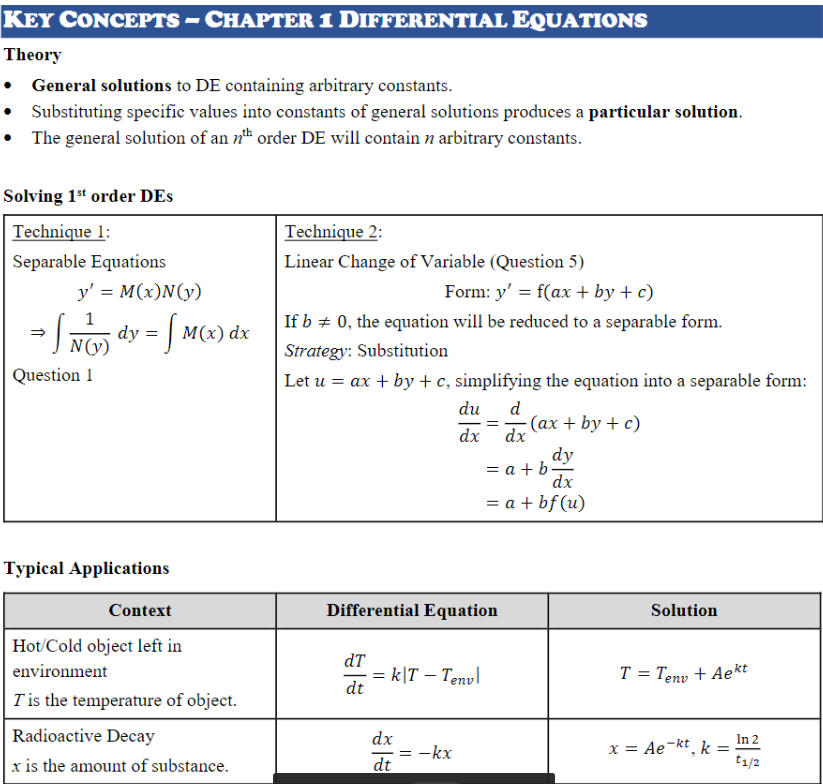 KEY CONCEPTS – CHAPTER 1 DIFFERENTIAL EQUATIONS
Theory
• General solutions to DE containing arbitrary constants.
• Substituting specific values into constants of general solutions produces a particular solution.
• The general solution of an nᵗʰ order DE will contain n arbitrary constants.
Solving 1ˢᵗ order DEs
Technique 1:
Separable Equations
y′ = M(x)N(y)
⇒ ∫ 1/N(y) dy = ∫ M(x) dx
Question 1
Technique 2:
Linear Change of Variable (Question 5)
Form: y′ = f(ax + by + c)
If b ≠ 0, the equation will be reduced to a separable form.
Strategy: Substitution
Let u = ax + by + c, simplifying the equation into a separable form:
du/dx = d/dx (ax + by + c)
= a + b dy/dx
= a + bf(u)
Typical Applications
Context
Differential Equation
Solution
Hot/Cold object left in
environment
T is the temperature of object.
dT/dt = k|T − Tₑₙᵥ|
T = Tₑₙᵥ + Aeᵏᵗ
Radioactive Decay
x is the amount of substance.
dx/dt = −kx
x = Ae⁻ᵏᵗ, k = ln 2/t₁/₂